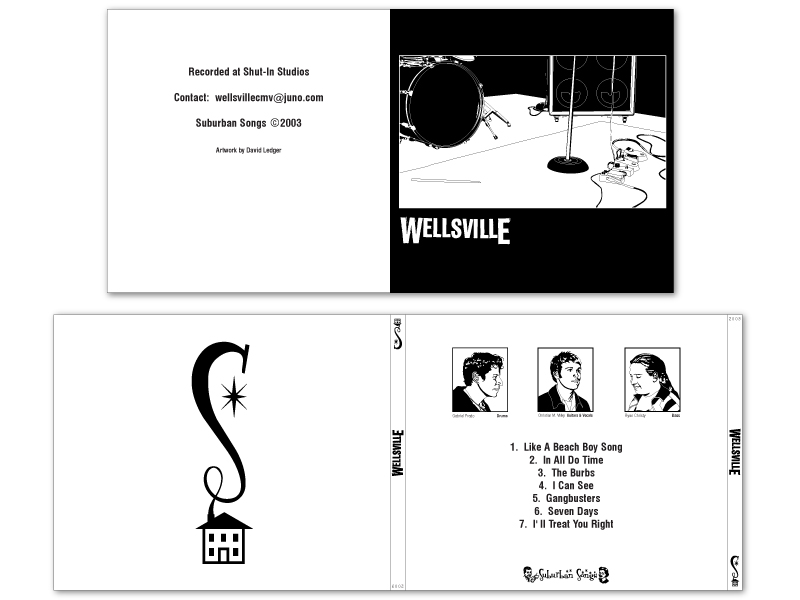 Recorded at Shut-In Studios
Contact: wellsvillecmv@juno.com
Suburban Songs ©2003
Artwork by David Ledger
WELLSVILLE
WELLSVILLE
Drums
Guitars & Vocals
Bass
1. Like A Beach Boy Song
2. In All Do Time
3. The Burbs
4. I Can See
5. Gangbusters
6. Seven Days
7. I'll Treat You Right
Suburban Songs
WELLSVILLE